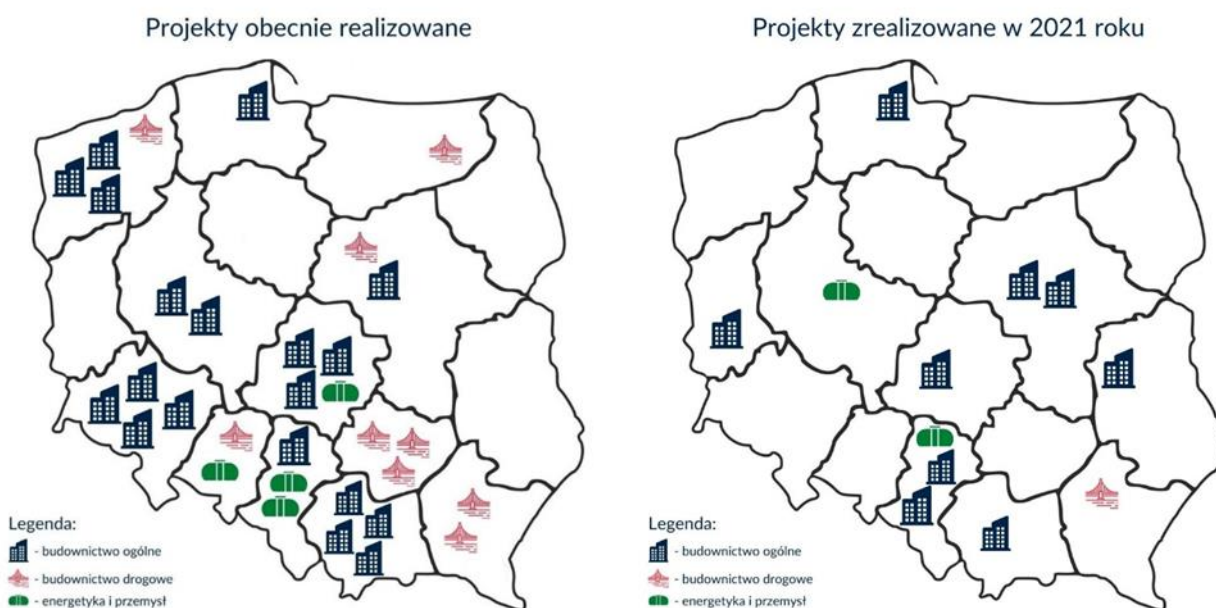 Projekty obecnie realizowane
Projekty zrealizowane w 2021 roku
Legenda:
- budownictwo ogólne
- budownictwo drogowe
- energetyka i przemysł
Legenda:
- budownictwo ogólne
- budownictwo drogowe
- energetyka i przemysł